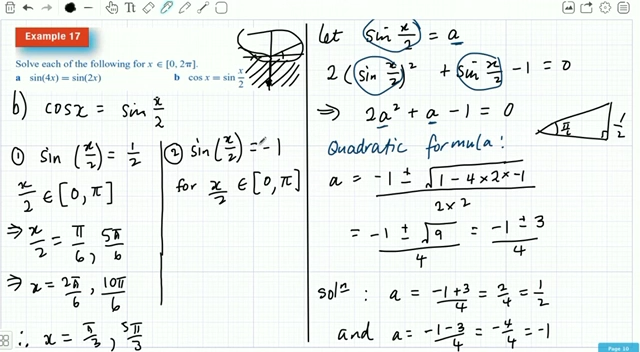 Example 17
Solve each of the following for x ∈ [0, 2π].
a sin(4x) = sin(2x)
b cos x = sin x/2
b) cosx = sin x/2
① sin (x/2) = 1/2
x/2 ∈ [0, π]
⇒ x/2 = π/6, 5π/6
⇒ x = 2π/6, 10π/6
∴ x = π/3, 5π/3
② sin(x/2) = -1
for x/2 ∈ [0, π]
let sin x/2 = a
2 (sin x/2)² + sin x/2 - 1 = 0
⇒ 2a² + a - 1 = 0
Quadratic formula:
a = (-1 ± √(1 - 4×2×-1))/(2×2)
= (-1 ± √9)/4 = (-1 ± 3)/4
solⁿ : a = (-1+3)/4 = 2/4 = 1/2
and a = (-1-3)/4 = -4/4 = -1
1/2
Page 10